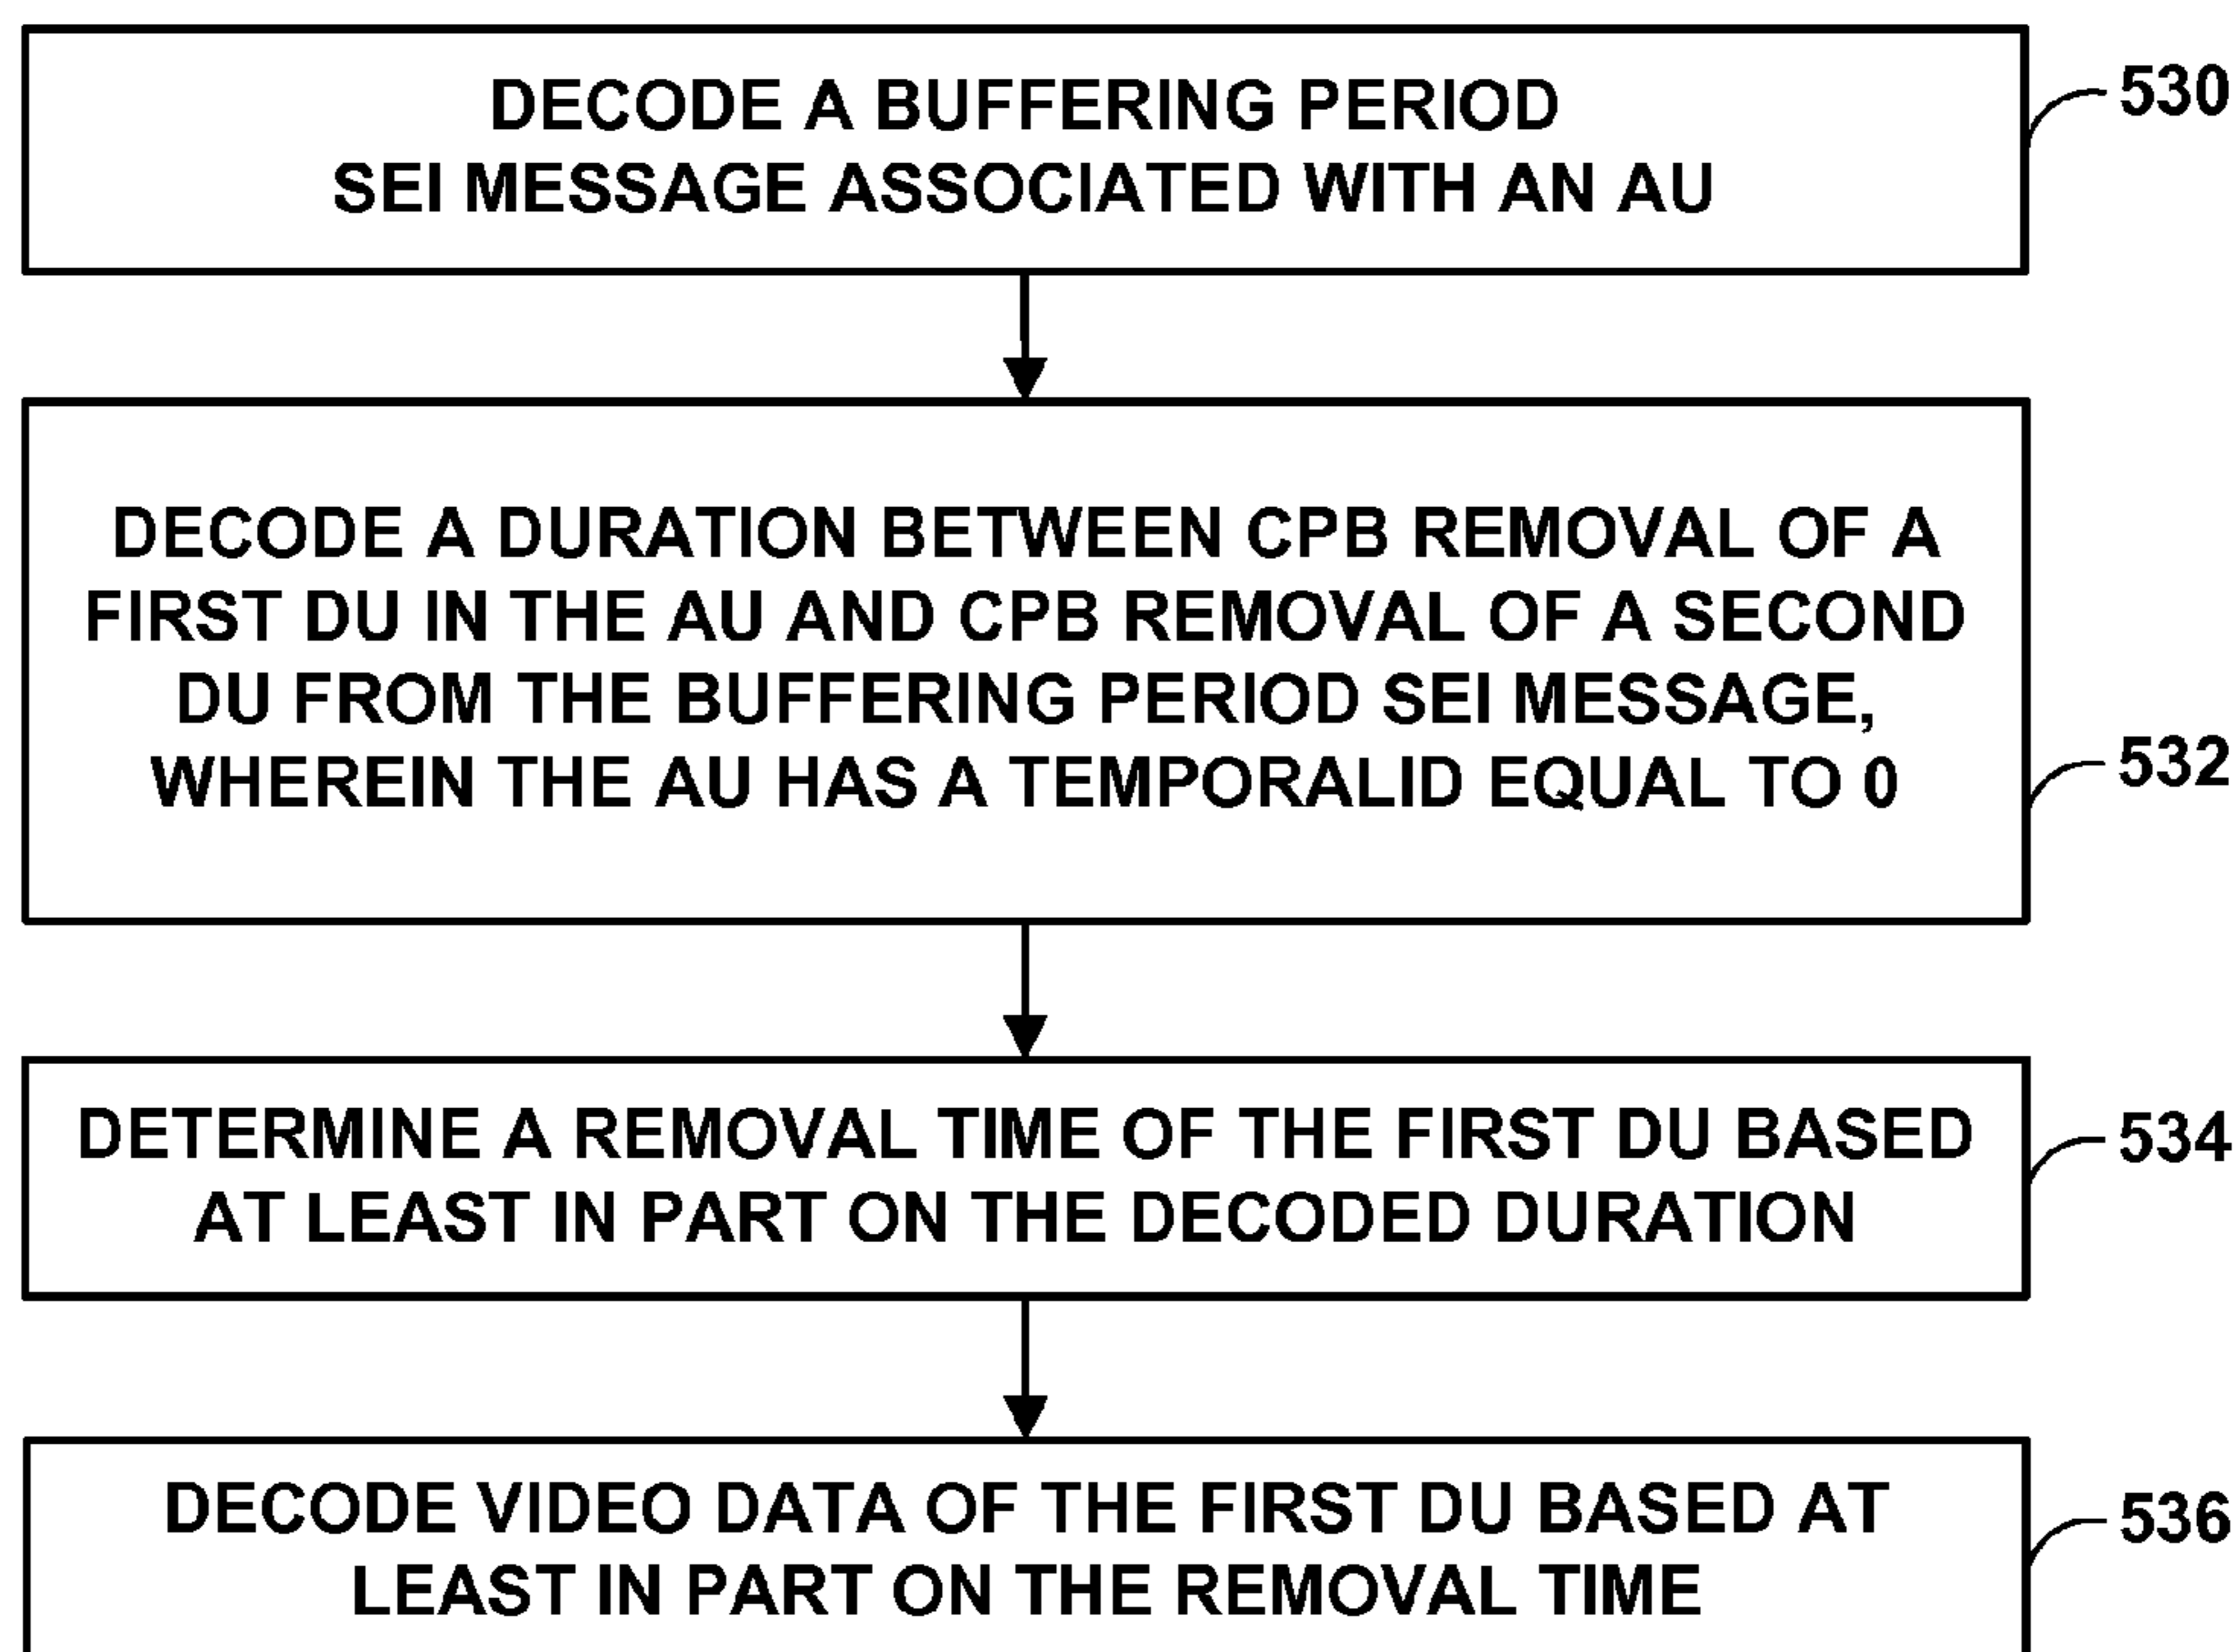 DECODE A BUFFERING PERIOD
SEI MESSAGE ASSOCIATED WITH AN AU
530
DECODE A DURATION BETWEEN CPB REMOVAL OF A
FIRST DU IN THE AU AND CPB REMOVAL OF A SECOND
DU FROM THE BUFFERING PERIOD SEI MESSAGE,
WHEREIN THE AU HAS A TEMPORALID EQUAL TO 0
532
DETERMINE A REMOVAL TIME OF THE FIRST DU BASED
AT LEAST IN PART ON THE DECODED DURATION
534
DECODE VIDEO DATA OF THE FIRST DU BASED AT
LEAST IN PART ON THE REMOVAL TIME
536